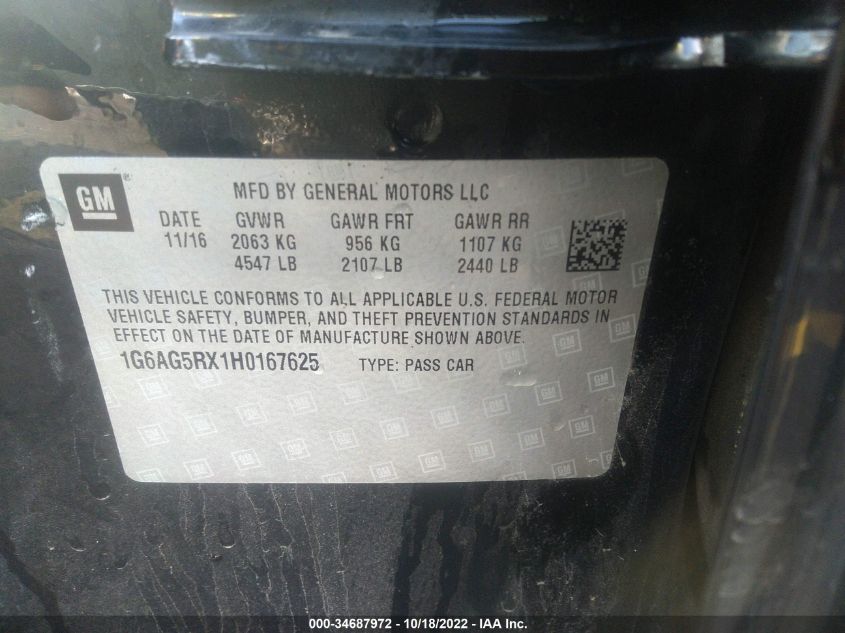 GM
MFD BY GENERAL MOTORS LLC
DATE GVWR GAWR FRT GAWR RR
11/16 2063 KG 956 KG 1107 KG
4547 LB 2107 LB 2440 LB
THIS VEHICLE CONFORMS TO ALL APPLICABLE U.S. FEDERAL MOTOR
VEHICLE SAFETY, BUMPER, AND THEFT PREVENTION STANDARDS IN
EFFECT ON THE DATE OF MANUFACTURE SHOWN ABOVE.
1G6AG5RX1H0167625 TYPE: PASS CAR
000-34687972 - 10/18/2022 - IAA Inc.